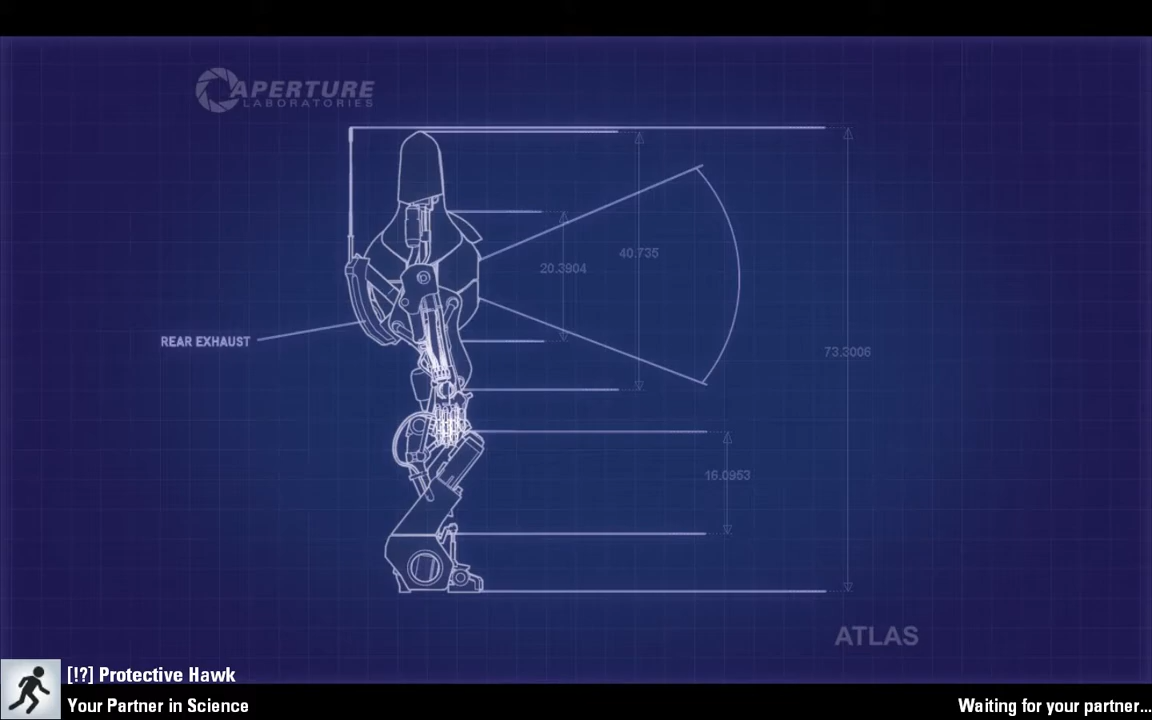 APERTURE
LABORATORIES
40.735
20.3904
REAR EXHAUST
73.3006
16.0953
ATLAS
[!?] Protective Hawk
Your Partner in Science
Waiting for your partner...